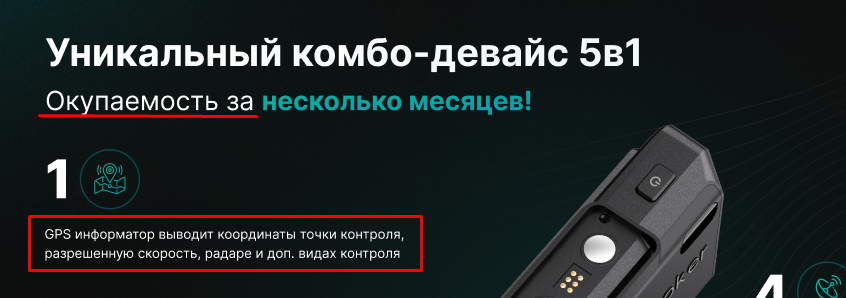 Уникальный комбо-девайс 5в1
Окупаемость за несколько месяцев!
1
GPS информатор выводит координаты точки контроля,
разрешенную скорость, радаре и доп. видах контроля
4